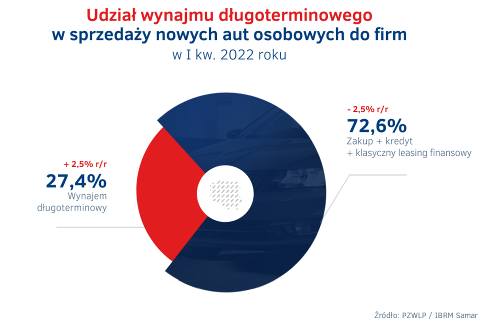 Udział wynajmu długoterminowego
w sprzedaży nowych aut osobowych do firm
w I kw. 2022 roku
- 2,5% r/r
72,6%
Zakup + kredyt
+ klasyczny leasing finansowy
+ 2,5% r/r
27,4%
Wynajem
długoterminowy
Źródło: PZWLP / IBRM Samar